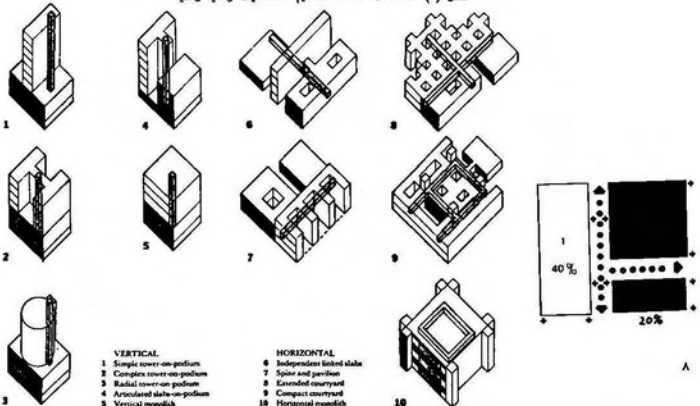 1
4
6
8
2
5
7
9
1
40 %
20%
3
VERTICAL
1 Simple tower-on-podium
2 Complex tower-on-podium
3 Radial tower-on-podium
4 Articulated slabs-on-podium
5 Vertical monolith
HORIZONTAL
6 Independent linked slabs
7 Spine and pavilion
8 Extended courtyard
9 Compact courtyard
10 Horizontal monolith
10
A